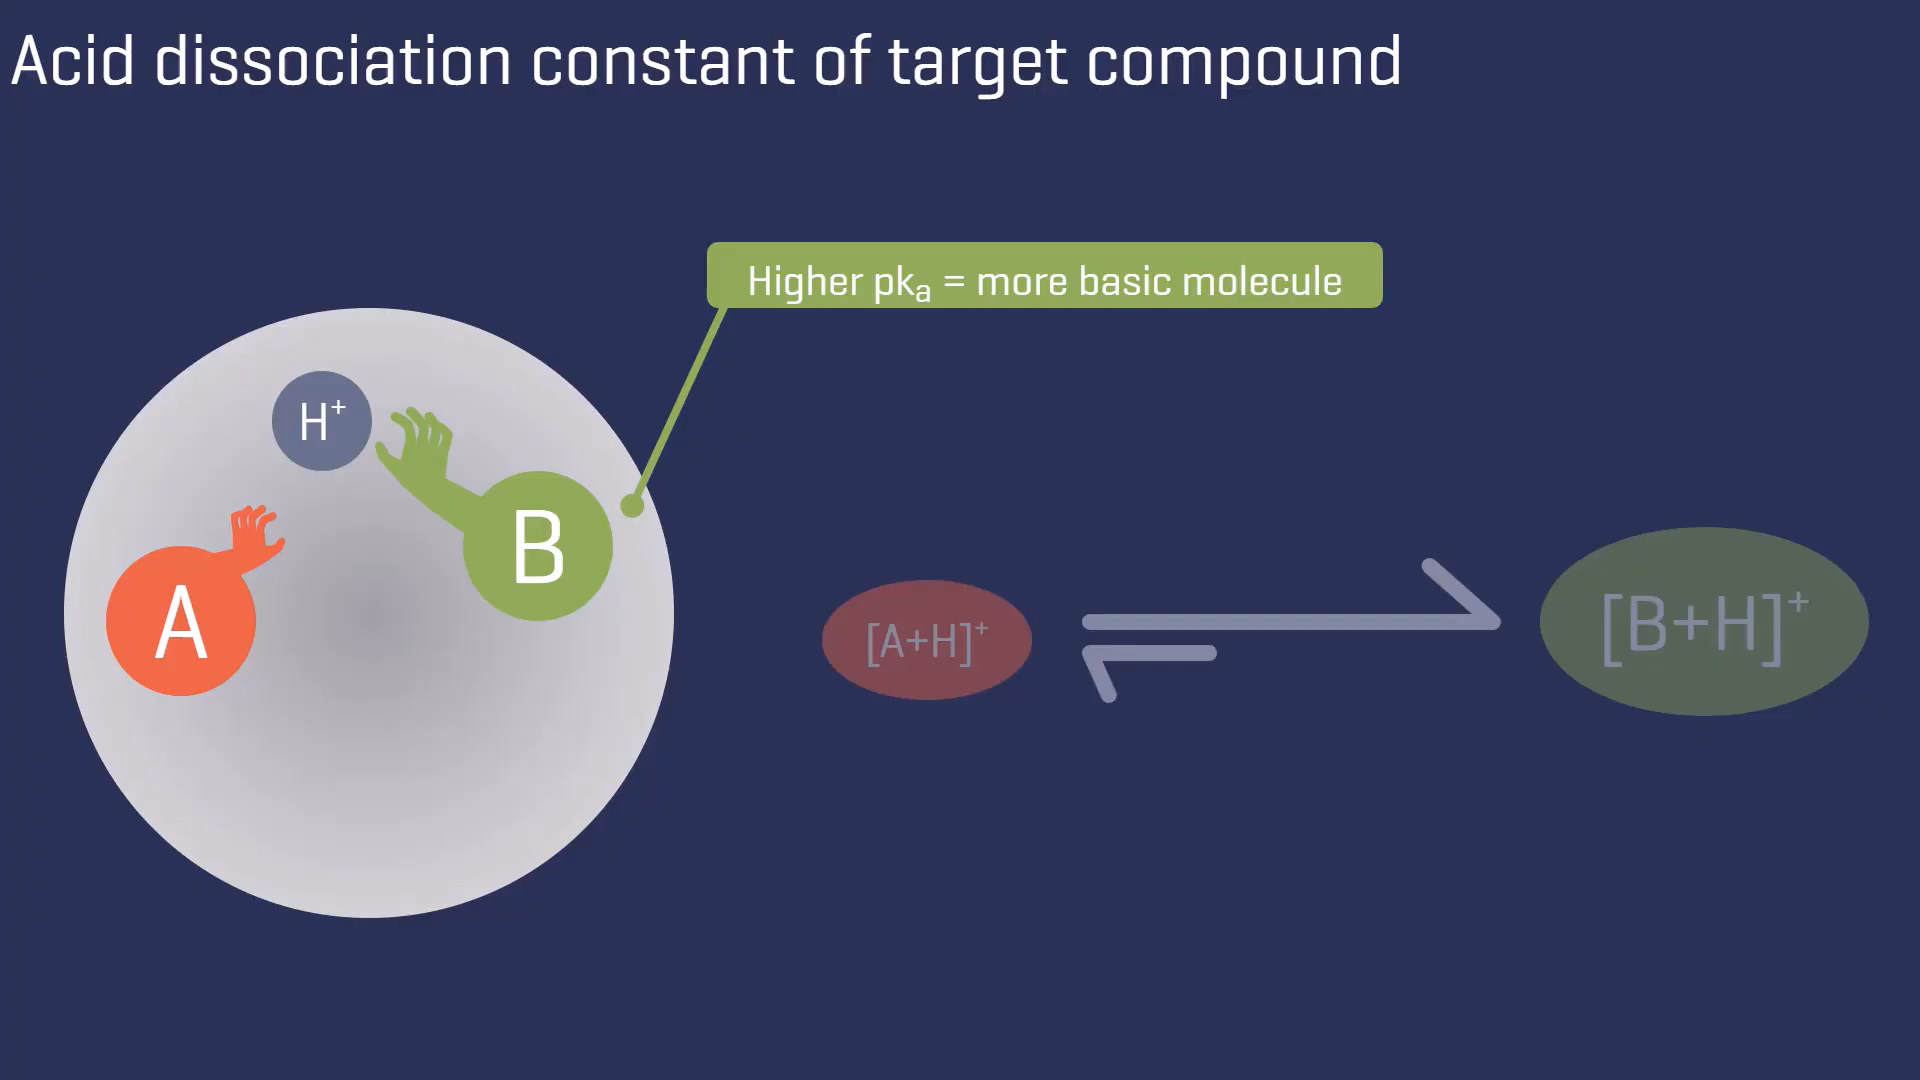 Acid dissociation constant of target compound
Higher pkₐ = more basic molecule
H⁺
B
A
[A+H]⁺
[B+H]⁺